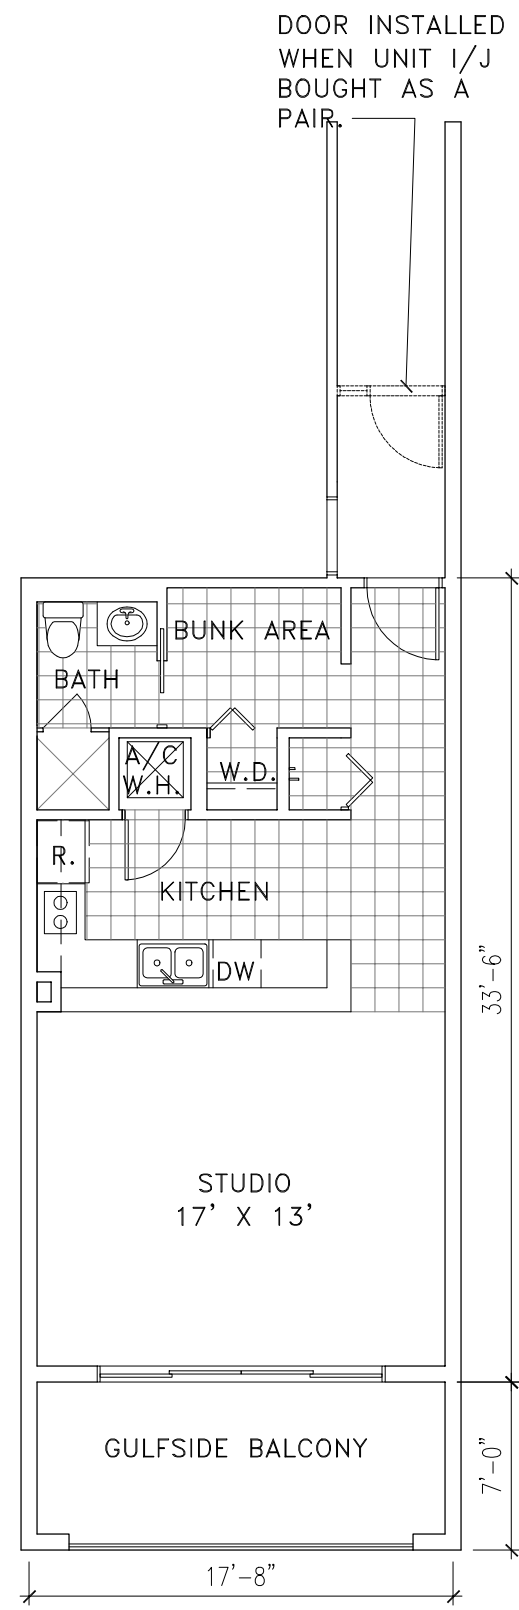 DOOR INSTALLED
WHEN UNIT I/J
BOUGHT AS A
PAIR.
BUNK AREA
BATH
A/C
W.H.
W.D.
R.
KITCHEN
DW
33'-6"
STUDIO
17' X 13'
GULFSIDE BALCONY
7'-0"
17'-8"